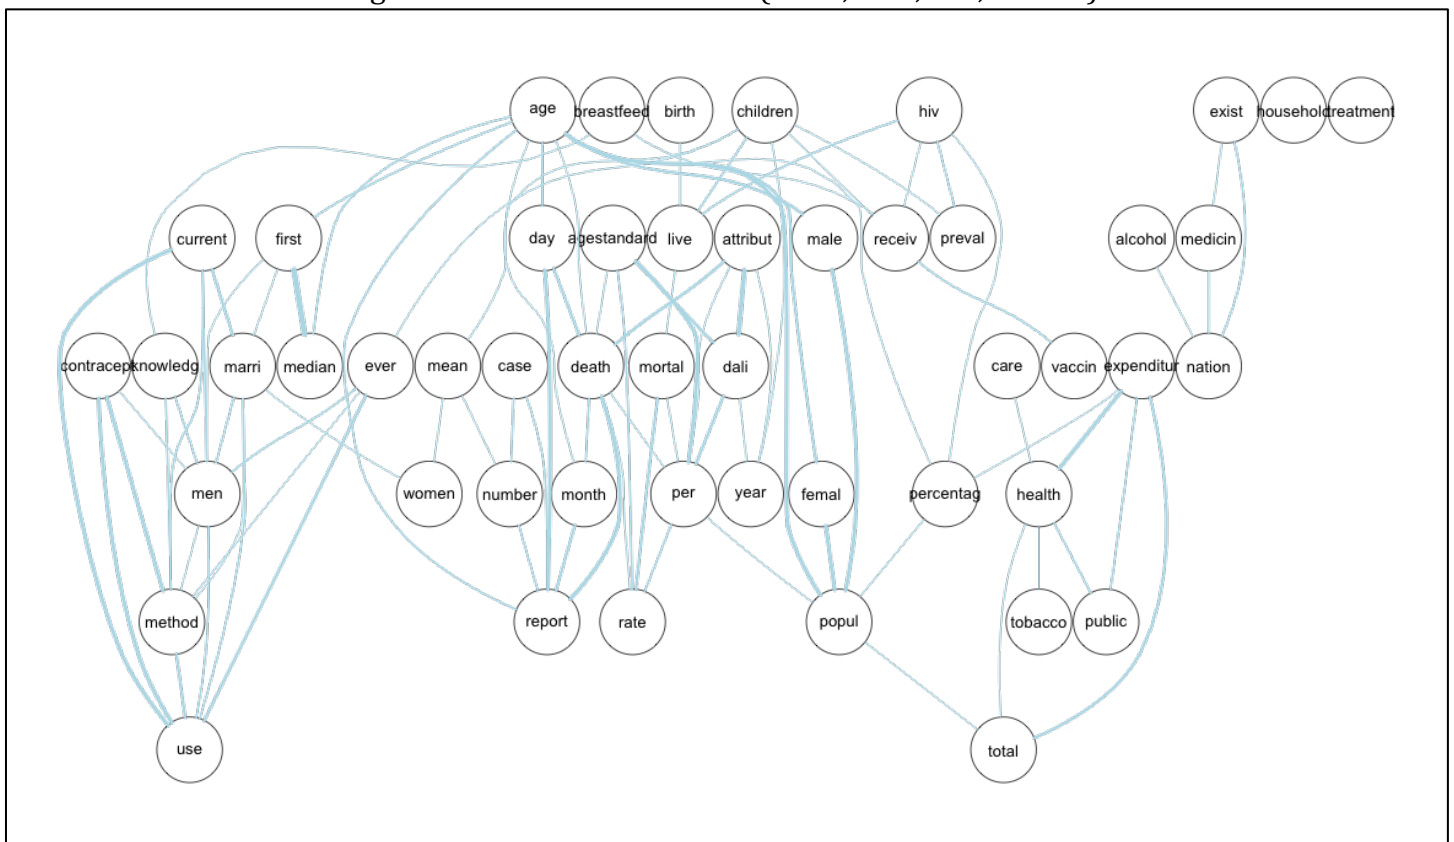 age breastfeed birth children hiv exist household treatment
current first day agestandard live attribut male receiv preval alcohol medicin
contracept knowledg marri median ever mean case death mortal dali care vaccin expenditur nation
men women number month per year femal percentag health
method report rate popul tobacco public
use total